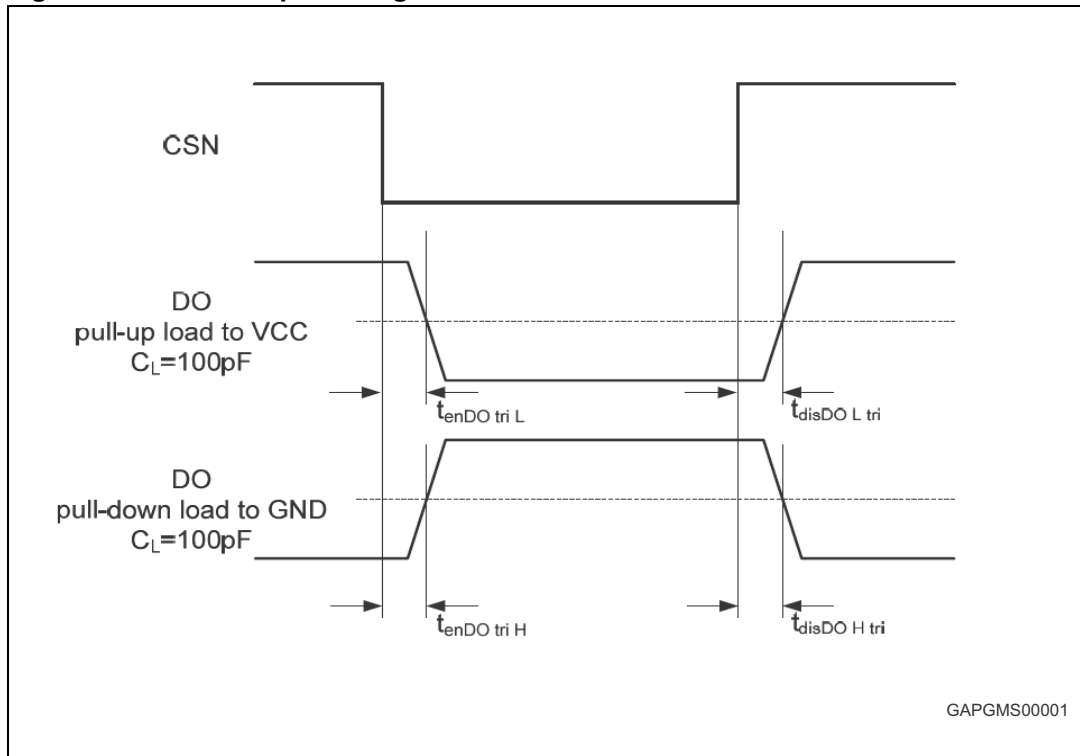 CSN
DO
pull-up load to VCC
CL=100pF
tenDO tri L
tdisDO L tri
DO
pull-down load to GND
CL=100pF
tenDO tri H
tdisDO H tri
GAPGMS00001